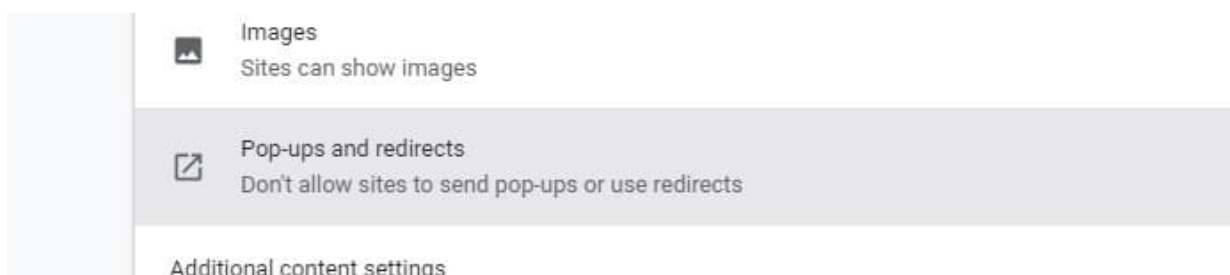 Images
Sites can show images
Pop-ups and redirects
Don't allow sites to send pop-ups or use redirects
Additional content settings